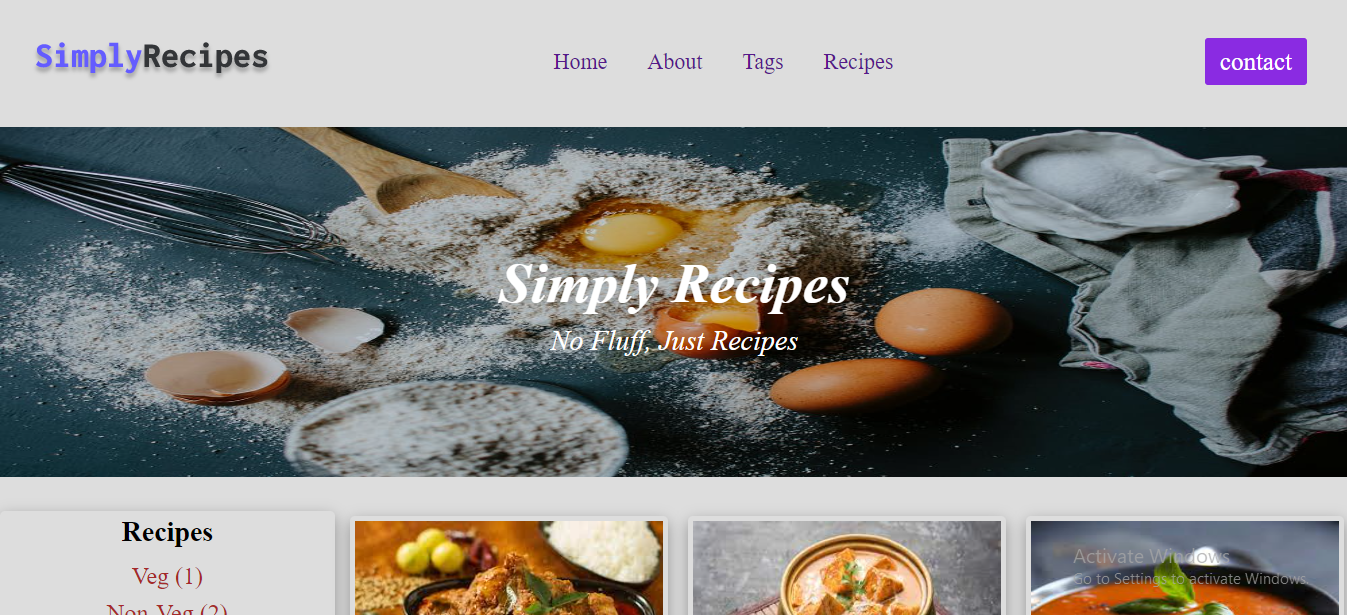 SimplyRecipes
Home About Tags Recipes
contact
Simply Recipes
No Fluff, Just Recipes
Recipes
Veg (1)
Non-Veg (2)
Activate Windows
Go to Settings to activate Windows.